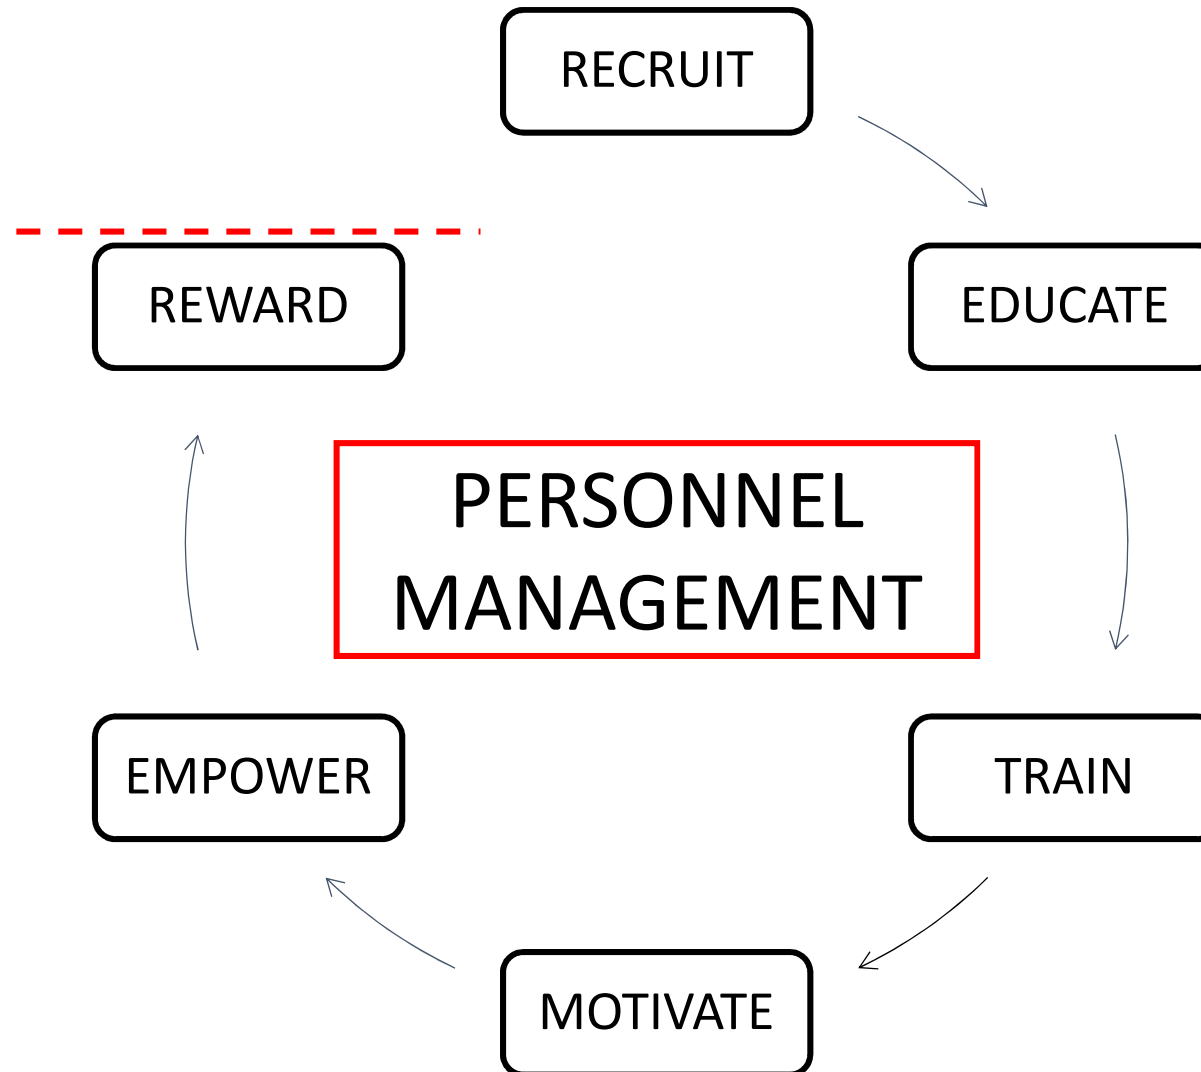 RECRUIT
REWARD
EDUCATE
PERSONNEL
MANAGEMENT
EMPOWER
TRAIN
MOTIVATE